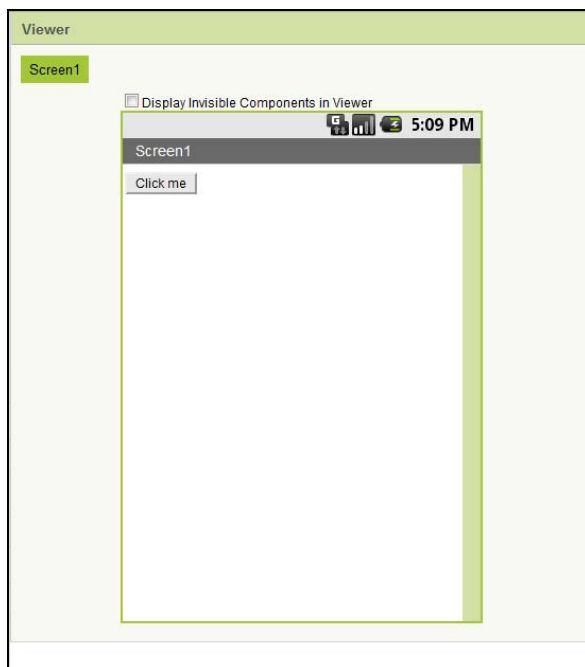 Viewer
Screen1
Display Invisible Components in Viewer
5:09 PM
Screen1
Click me